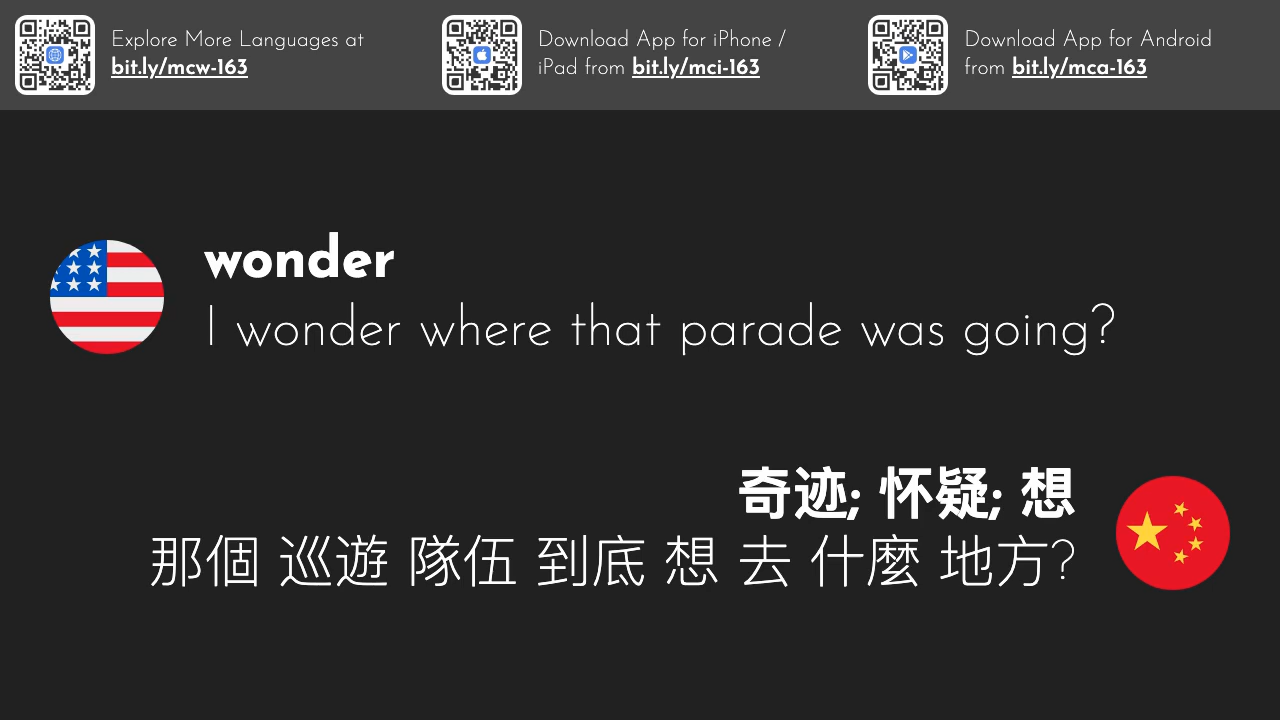 Explore More Languages at
bit.ly/mcw-163
Download App for iPhone /
iPad from bit.ly/mci-163
Download App for Android
from bit.ly/mca-163
wonder
I wonder where that parade was going?
奇迹; 怀疑; 想
那個 巡遊 隊伍 到底 想 去 什麼 地方?